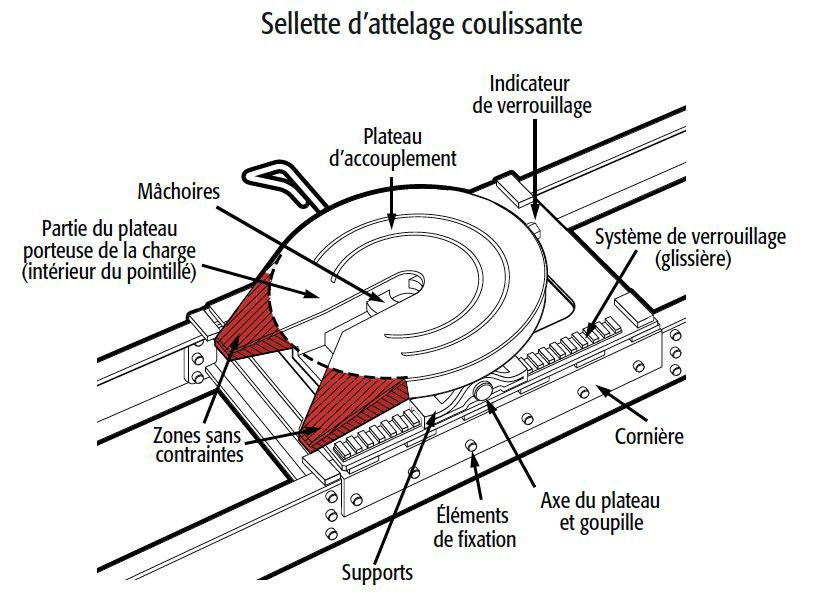 Sellette d’attelage coulissante
Indicateur
de verrouillage
Plateau
d’accouplement
Mâchoires
Partie du plateau
porteuse de la charge
(intérieur du pointillé)
Système de verrouillage
(glissière)
Zones sans
contraintes
Cornière
Axe du plateau
et goupille
Éléments
de fixation
Supports